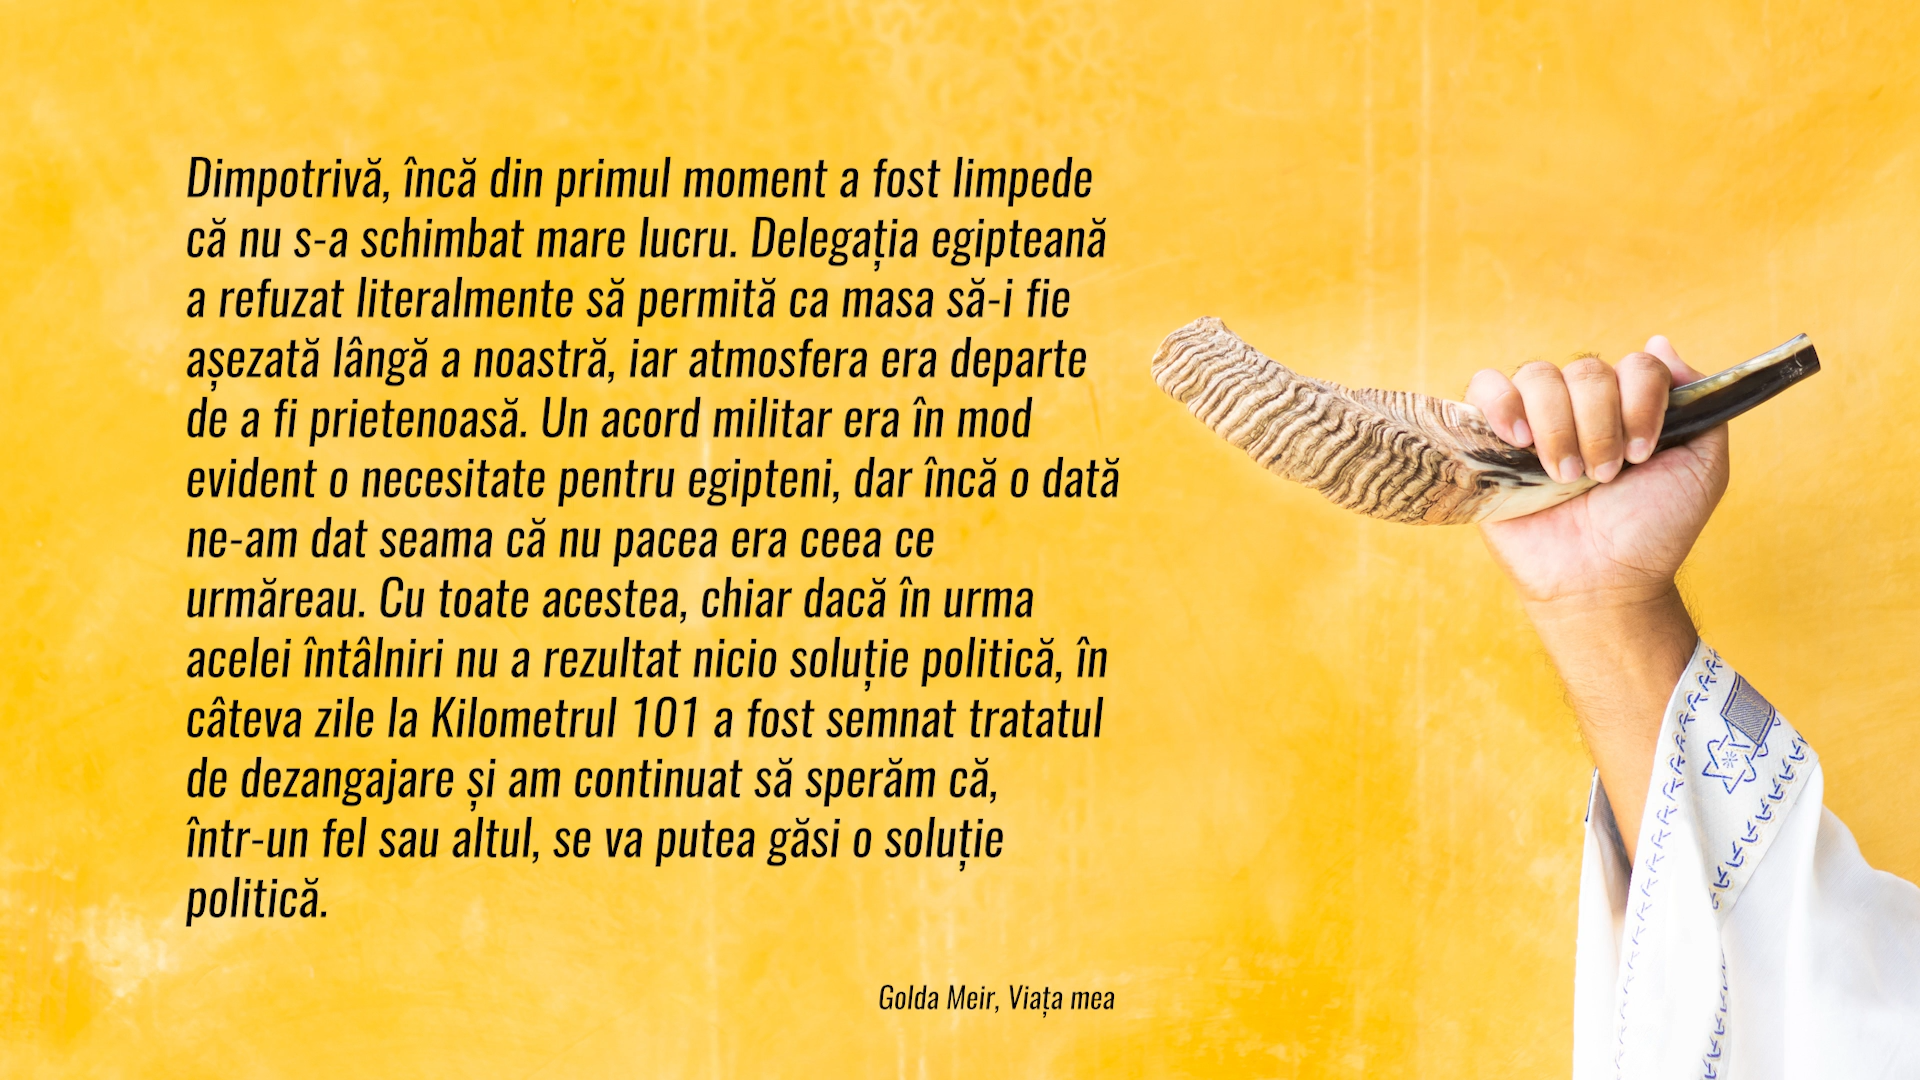 Dimpotrivă, încă din primul moment a fost limpede
că nu s-a schimbat mare lucru. Delegația egipteană
a refuzat literalmente să permită ca masa să-i fie
așezată lângă a noastră, iar atmosfera era departe
de a fi prietenoasă. Un acord militar era în mod
evident o necesitate pentru egipteni, dar încă o dată
ne-am dat seama că nu pacea era ceea ce
urmăreau. Cu toate acestea, chiar dacă în urma
acelei întâlniri nu a rezultat nicio soluție politică, în
câteva zile la Kilometrul 101 a fost semnat tratatul
de dezangajare și am continuat să sperăm că,
într-un fel sau altul, se va putea găsi o soluție
politică.
Golda Meir, Viața mea